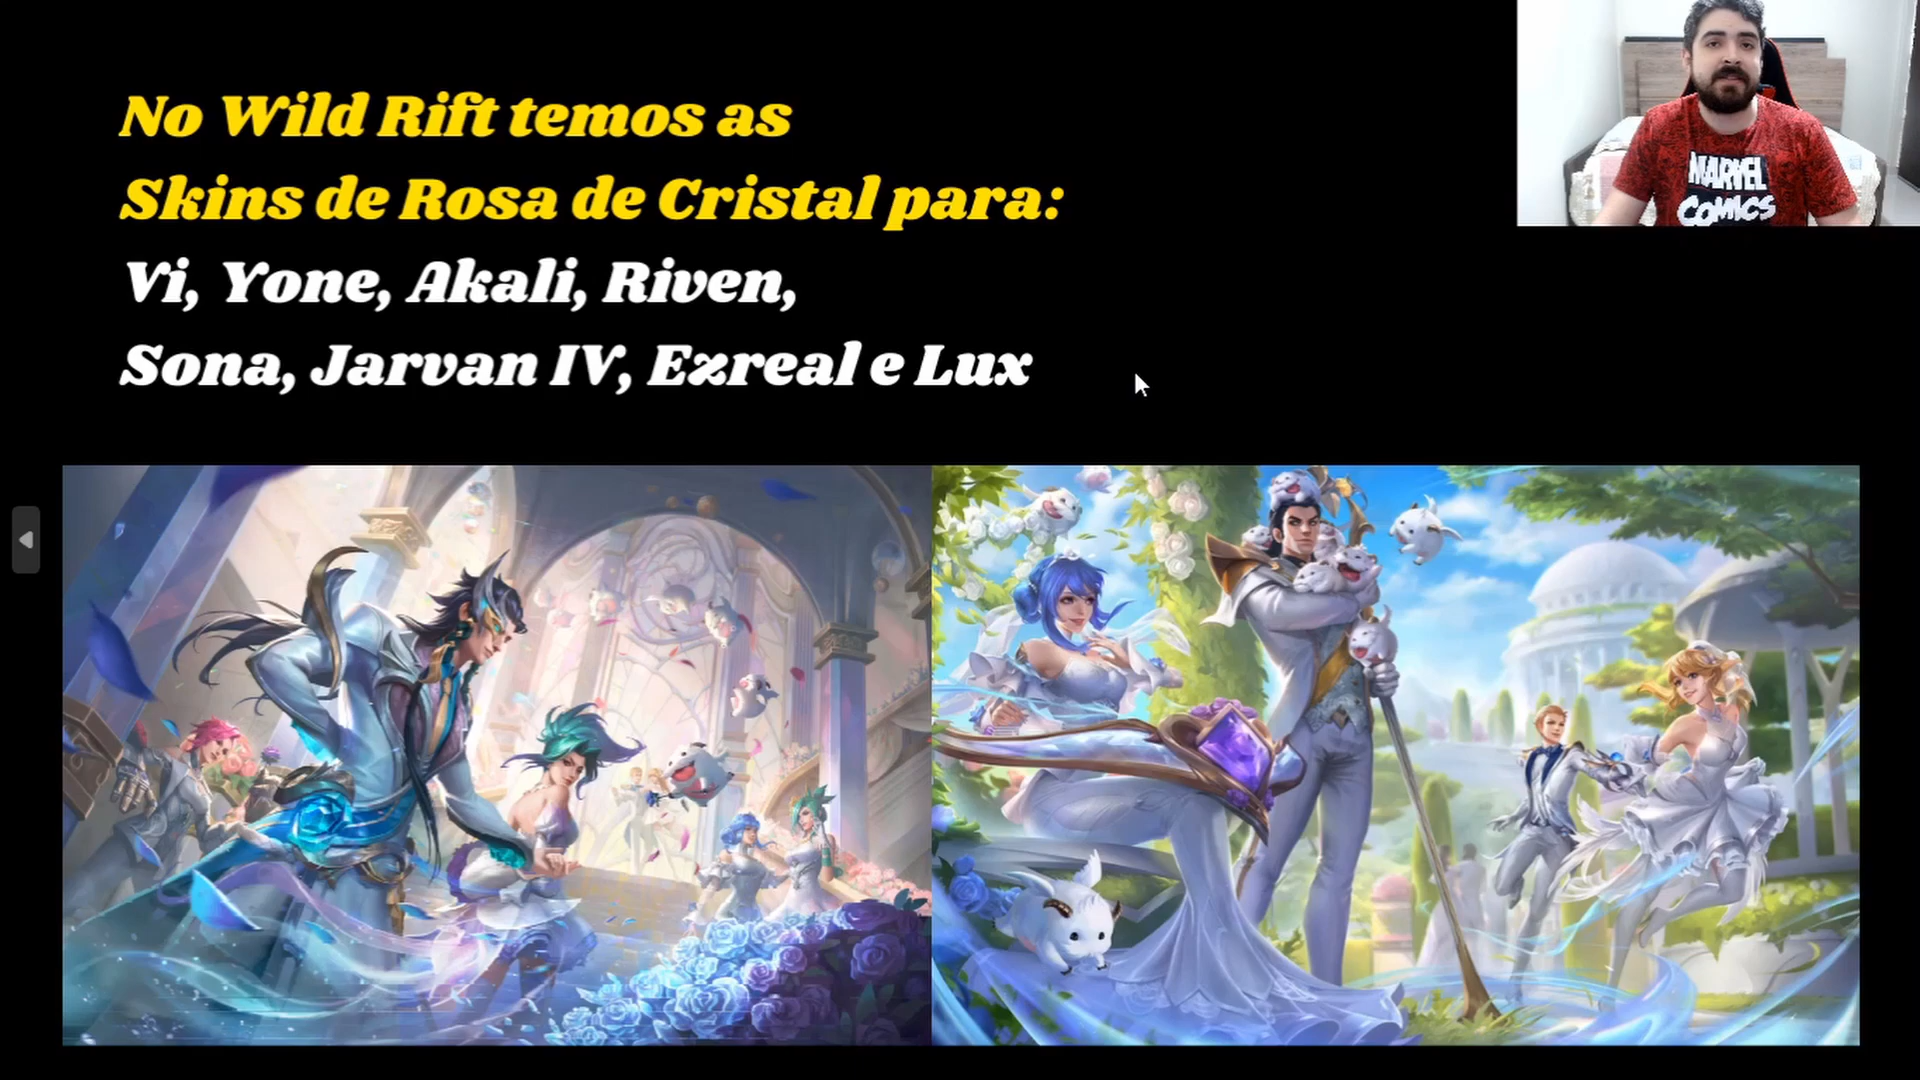 No Wild Rift temos as
Skins de Rosa de Cristal para:
Vi, Yone, Akali, Riven,
Sona, Jarvan IV, Ezreal e Lux
MARVEL
COMICS